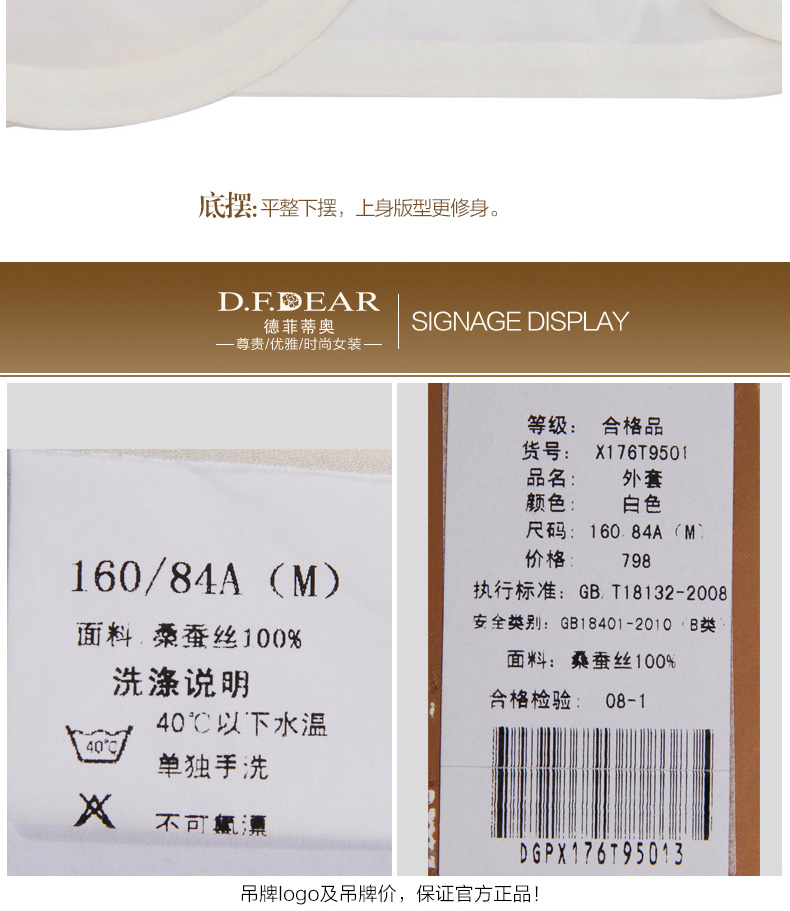 底摆:平整下摆，上身版型更修身。
D.F.DEAR
德菲蒂奥
尊贵/优雅/时尚女装
SIGNAGE DISPLAY
160/84A（M）
面料 桑蚕丝100%
洗涤说明
40℃
40℃以下水温
单独手洗
不可氯漂
等级： 合格品
货号： X176T9501
品名： 外套
颜色： 白色
尺码： 160 84A（M）
价格： 798
执行标准： GB/T18132-2008
安全类别： GB18401-2010（B类）
面料： 桑蚕丝100%
合格检验： 08-1
DGPX176T95013
吊牌logo及吊牌价，保证官方正品！